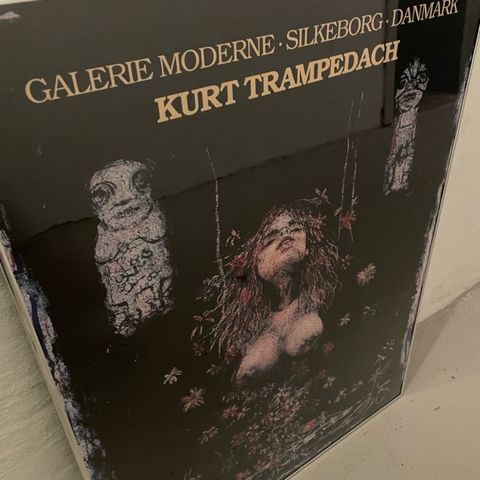 GALERIE MODERNE · SILKEBORG · DANMARK
KURT TRAMPEDACH